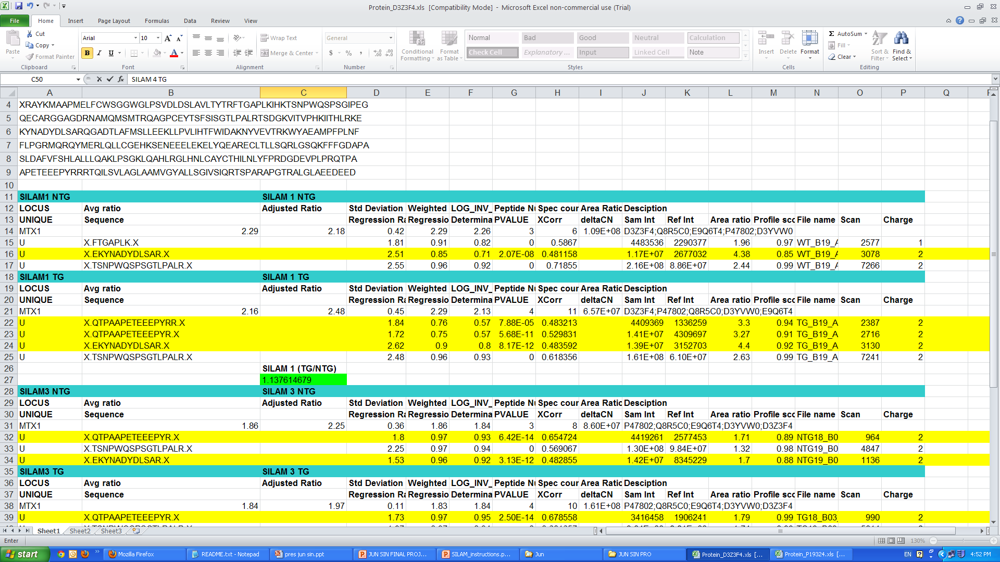 Protein_D3Z3F4.xls [Compatibility Mode] - Microsoft Excel non-commercial use (Trial)
File Home Insert Page Layout Formulas Data Review View
Paste Cut Copy Format Painter Clipboard
Arial 10 B I U A Font
Wrap Text Merge & Center Alignment
General $ % , Number
Conditional Formatting Format as Table
Normal Bad Good Neutral Calculation
Check Cell Explanatory ... Input Linked Cell Note
Styles
Insert Delete Format Cells
AutoSum Fill Clear Sort & Filter Find & Select Editing
C50 fx SILAM 4 TG
A B C D E F G H I J K L M N O P Q
4 XRAYKMAAPMELFCWSGGWGLPSVDLDSLAVLTYTRFTGAPLKIHKTSNPWQSPSGIPEG
5 QECARGGAGDRNAMQMSMTRQAGPCEYTSFSISGTLPALRTSDGKVITVPHKIITHLRKE
6 KYNADYDLSARQGADTLAFMSLLEEKLLPVLIHTFWIDAKNYVEVTRKWYAEAMPFPLNF
7 FLPGRMQRQYMERLQLLCGEHKSENEEELEKELYQEARECLTLLSQRLGSQKFFFGDAPA
8 SLDAFVFSHLALLLQAKLPSGKLQAHLRGLHNLCAYCTHILNLYFPRDGDEVPLPRQTPA
9 APETEEEPYRRRTQILSVLAGLAAMVGYALLSGIVSIQRTSPARAPGTRALGLAEEDEED
10
11 SILAM1 NTG SILAM 1 NTG
12 LOCUS Avg ratio Adjusted Ratio Std Deviation Weighted LOG_INV_ Peptide Nu Spec cour Area Ratic Desciption
13 UNIQUE Sequence Regression Ra Regressio Determina PVALUE XCorr deltaCN Sam Int Ref Int Area ratio Profile scc File name Scan Charge
14 MTX1 2.29 2.18 0.42 2.29 2.26 3 6 1.09E+08 D3Z3F4;Q8R5C0;E9Q6T4;P47802;D3YVW0
15 U X.FTGAPLK.X 1.81 0.91 0.82 0 0.5867 4483536 2290377 1.96 0.97 WT_B19_A 2577 1
16 U X.EKYNADYDLSAR.X 2.51 0.85 0.71 2.07E-08 0.481158 1.17E+07 2677032 4.38 0.85 WT_B19_A 3078 2
17 U X.TSNPWQSPSGTLPALR.X 2.55 0.96 0.92 0 0.71855 2.16E+08 8.86E+07 2.44 0.99 WT_B19_A 7266 2
18 SILAM1 TG SILAM 1 TG
19 LOCUS Avg ratio Adjusted Ratio Std Deviation Weighted LOG_INV_ Peptide Nu Spec cour Area Ratic Desciption
20 UNIQUE Sequence Regression Ra Regressio Determina PVALUE XCorr deltaCN Sam Int Ref Int Area ratio Profile scc File name Scan Charge
21 MTX1 2.16 2.48 0.45 2.29 2.13 4 11 6.57E+07 D3Z3F4;P47802;Q8R5C0;D3YVW0;E9Q6T4
22 U X.QTPAAPETEEEPYRR.X 1.84 0.76 0.57 7.88E-05 0.483213 4409369 1336259 3.3 0.94 TG_B19_A 2387 2
23 U X.QTPAAPETEEEPYR.X 1.72 0.75 0.57 5.68E-11 0.529831 1.41E+07 4309697 3.27 0.91 TG_B19_A 2716 2
24 U X.EKYNADYDLSAR.X 2.62 0.9 0.8 8.17E-12 0.483592 1.39E+07 3152703 4.4 0.92 TG_B19_A 3130 2
25 U X.TSNPWQSPSGTLPALR.X 2.48 0.96 0.93 0 0.618356 1.61E+08 6.10E+07 2.63 0.99 TG_B19_A 7241 2
26 SILAM 1 (TG/NTG)
27 1.137614679
28 SILAM3 NTG SILAM 3 NTG
29 LOCUS Avg ratio Adjusted Ratio Std Deviation Weighted LOG_INV_ Peptide Nu Spec cour Area Ratic Desciption
30 UNIQUE Sequence Regression Ra Regressio Determina PVALUE XCorr deltaCN Sam Int Ref Int Area ratio Profile scc File name Scan Charge
31 MTX1 1.86 2.25 0.36 1.86 1.84 3 8 8.60E+07 P47802;Q8R5C0;E9Q6T4;D3YVW0;D3Z3F4
32 U X.QTPAAPETEEEPYR.X 1.8 0.97 0.93 6.42E-14 0.654724 4419261 2577453 1.71 0.89 NTG18_B0 964 2
33 U X.TSNPWQSPSGTLPALR.X 2.25 0.97 0.94 0 0.569067 1.30E+08 9.84E+07 1.32 0.98 NTG19_B0 4847 2
34 U X.EKYNADYDLSAR.X 1.53 0.96 0.92 3.13E-12 0.482855 1.42E+07 8345229 1.7 0.88 NTG19_B0 1136 2
35 SILAM3 TG SILAM 3 TG
36 LOCUS Avg ratio Adjusted Ratio Std Deviation Weighted LOG_INV_ Peptide Nu Spec cour Area Ratic Desciption
37 UNIQUE Sequence Regression Ra Regressio Determina PVALUE XCorr deltaCN Sam Int Ref Int Area ratio Profile scc File name Scan Charge
38 MTX1 1.84 1.97 0.11 1.83 1.84 4 10 1.61E+08 P47802;Q8R5C0;E9Q6T4;D3YVW0;D3Z3F4
39 U X.QTPAAPETEEEPYR.X 1.73 0.97 0.95 2.50E-14 0.678558 3416458 1906241 1.79 0.99 TG18_B03_ 990 2
Sheet1 Sheet2 Sheet3
Enter 130%
start Mozilla Firefox README.txt - Notepad pres jun sin.ppt JUN SIN FINAL PROJ... SILAM_instructions.p... Jun JUN SIN PRO Protein_D3Z3F4.xls [... Protein_P19324.xls [... EN 4:52 PM